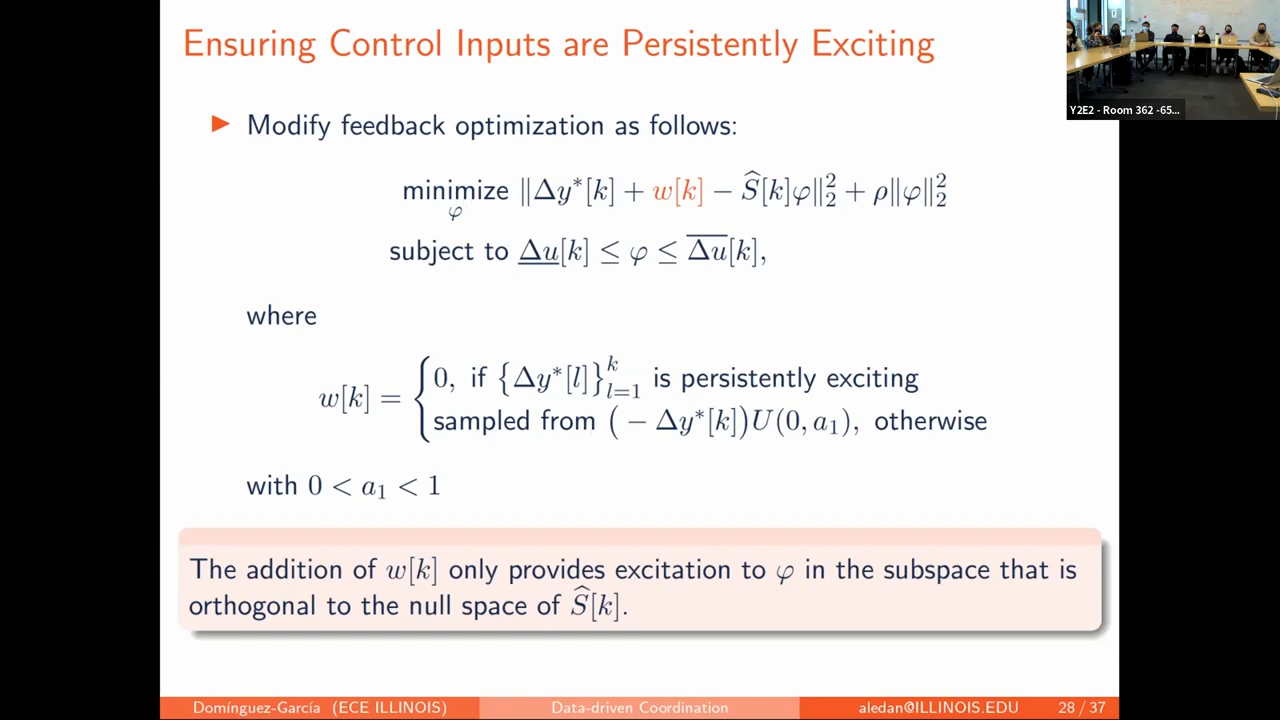 Ensuring Control Inputs are Persistently Exciting
Y2E2 - Room 362 -65...
▶ Modify feedback optimization as follows:
minimize ‖Δy*[k] + w[k] − Ŝ[k]φ‖₂² + ρ‖φ‖₂²
φ
subject to \underline{Δu}[k] ≤ φ ≤ \overline{Δu}[k],
where
w[k] = { 0, if {Δy*[l]}ᵏₗ₌₁ is persistently exciting
sampled from (− Δy*[k])U(0, a₁), otherwise
with 0 < a₁ < 1
The addition of w[k] only provides excitation to φ in the subspace that is
orthogonal to the null space of Ŝ[k].
Domínguez-García (ECE ILLINOIS) Data-driven Coordination aledan@ILLINOIS.EDU 28 / 37